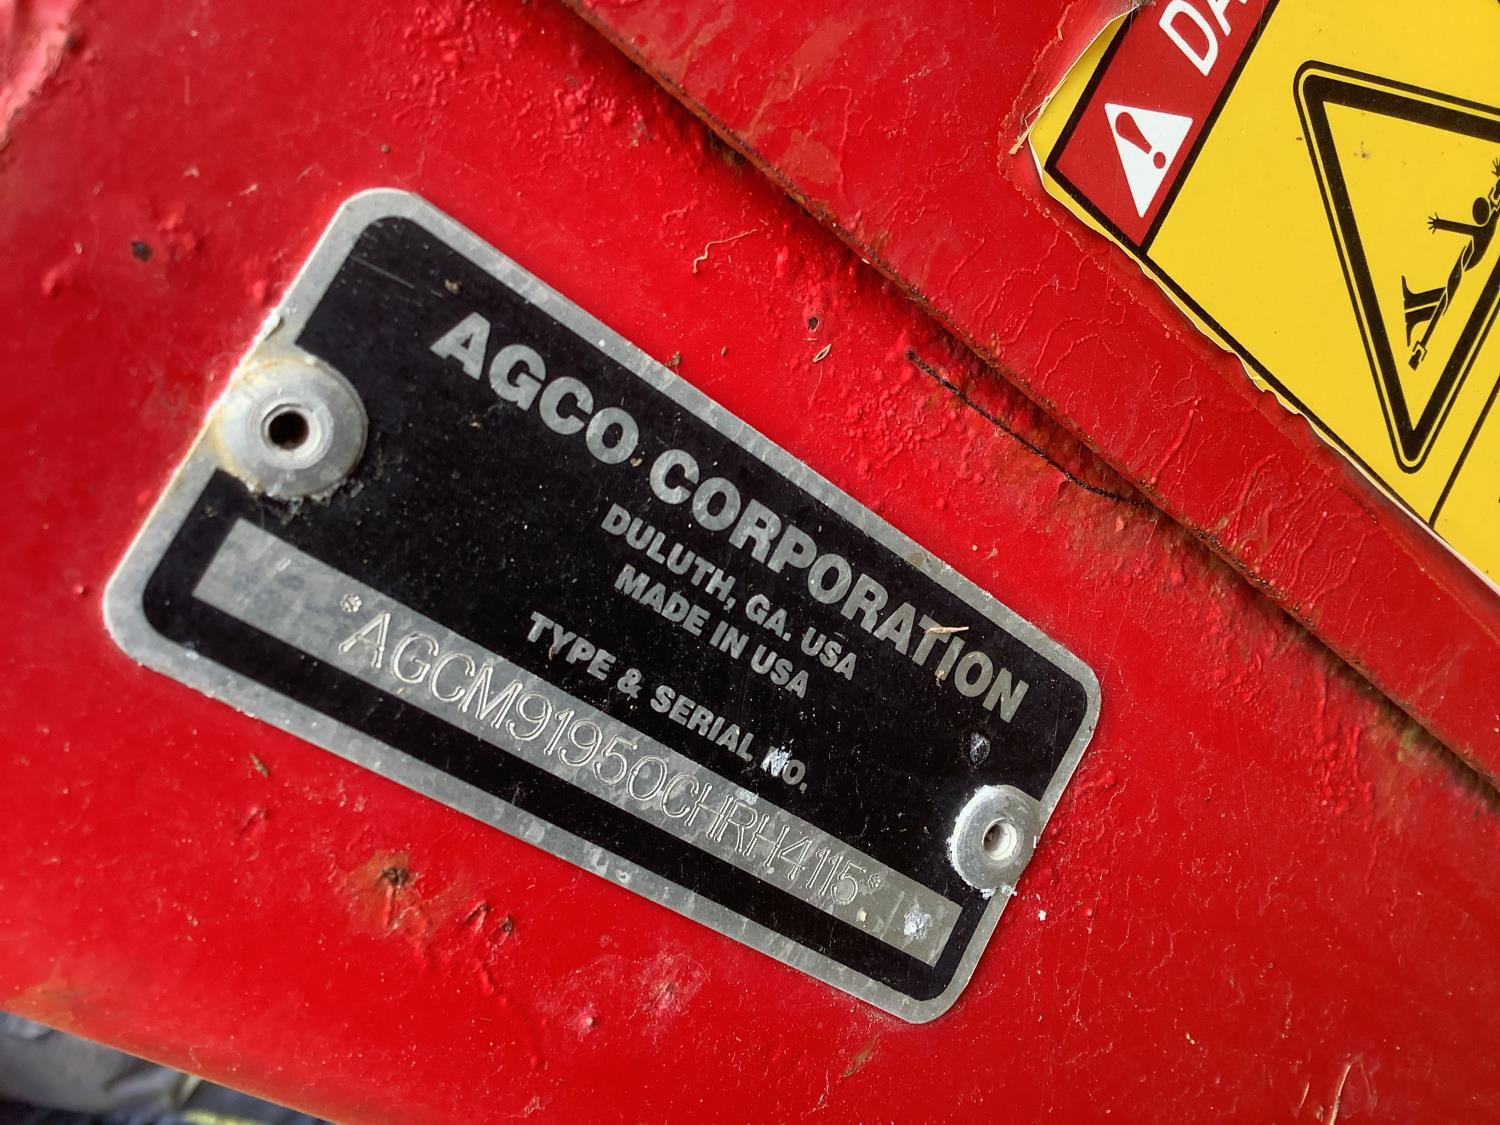 AGCO CORPORATION
DULUTH, GA. USA
MADE IN USA
TYPE & SERIAL NO.
*AGCM91950CHRH4115*
DA